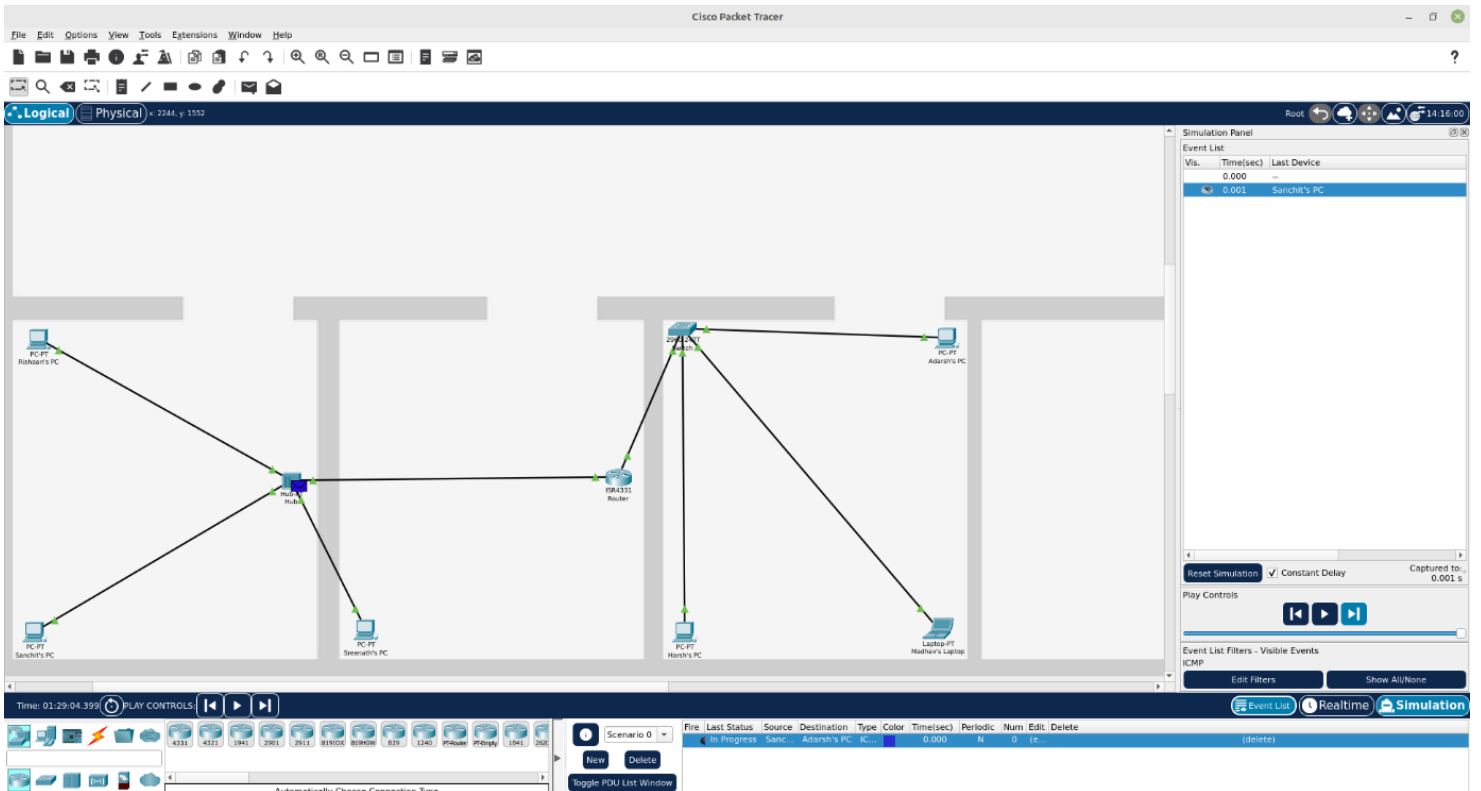 Cisco Packet Tracer
File Edit Options View Tools Extensions Window Help
?
Logical Physical x: 2244, y: 1552
Root 14:16:00
Simulation Panel
Event List
Vis. Time(sec) Last Device
0.000 --
0.001 Sanchit's PC
PC-PT
Rishoan's PC
2960-24TT
Switch
PC-PT
Adarsh's PC
Hub-PT
Hub
ISR4331
Router
PC-PT
Sanchit's PC
PC-PT
Sreenath's PC
PC-PT
Harsh's PC
Laptop-PT
Madhav's Laptop
Reset Simulation Constant Delay Captured to:
0.001 s
Play Controls
Event List Filters - Visible Events
ICMP
Edit Filters Show All/None
Time: 01:29:04.399 PLAY CONTROLS:
Event List Realtime Simulation
4331 4321 1941 2901 2911 819IOX 819HGW 829 1240 PT-Router PT-Empty 1841
Scenario 0
New Delete
Toggle PDU List Window
Fire Last Status Source Destination Type Color Time(sec) Periodic Num Edit Delete
In Progress Sanc... Adarsh's PC IC... 0.000 N 0 (e... (delete)
Automatically Choose Connection Type